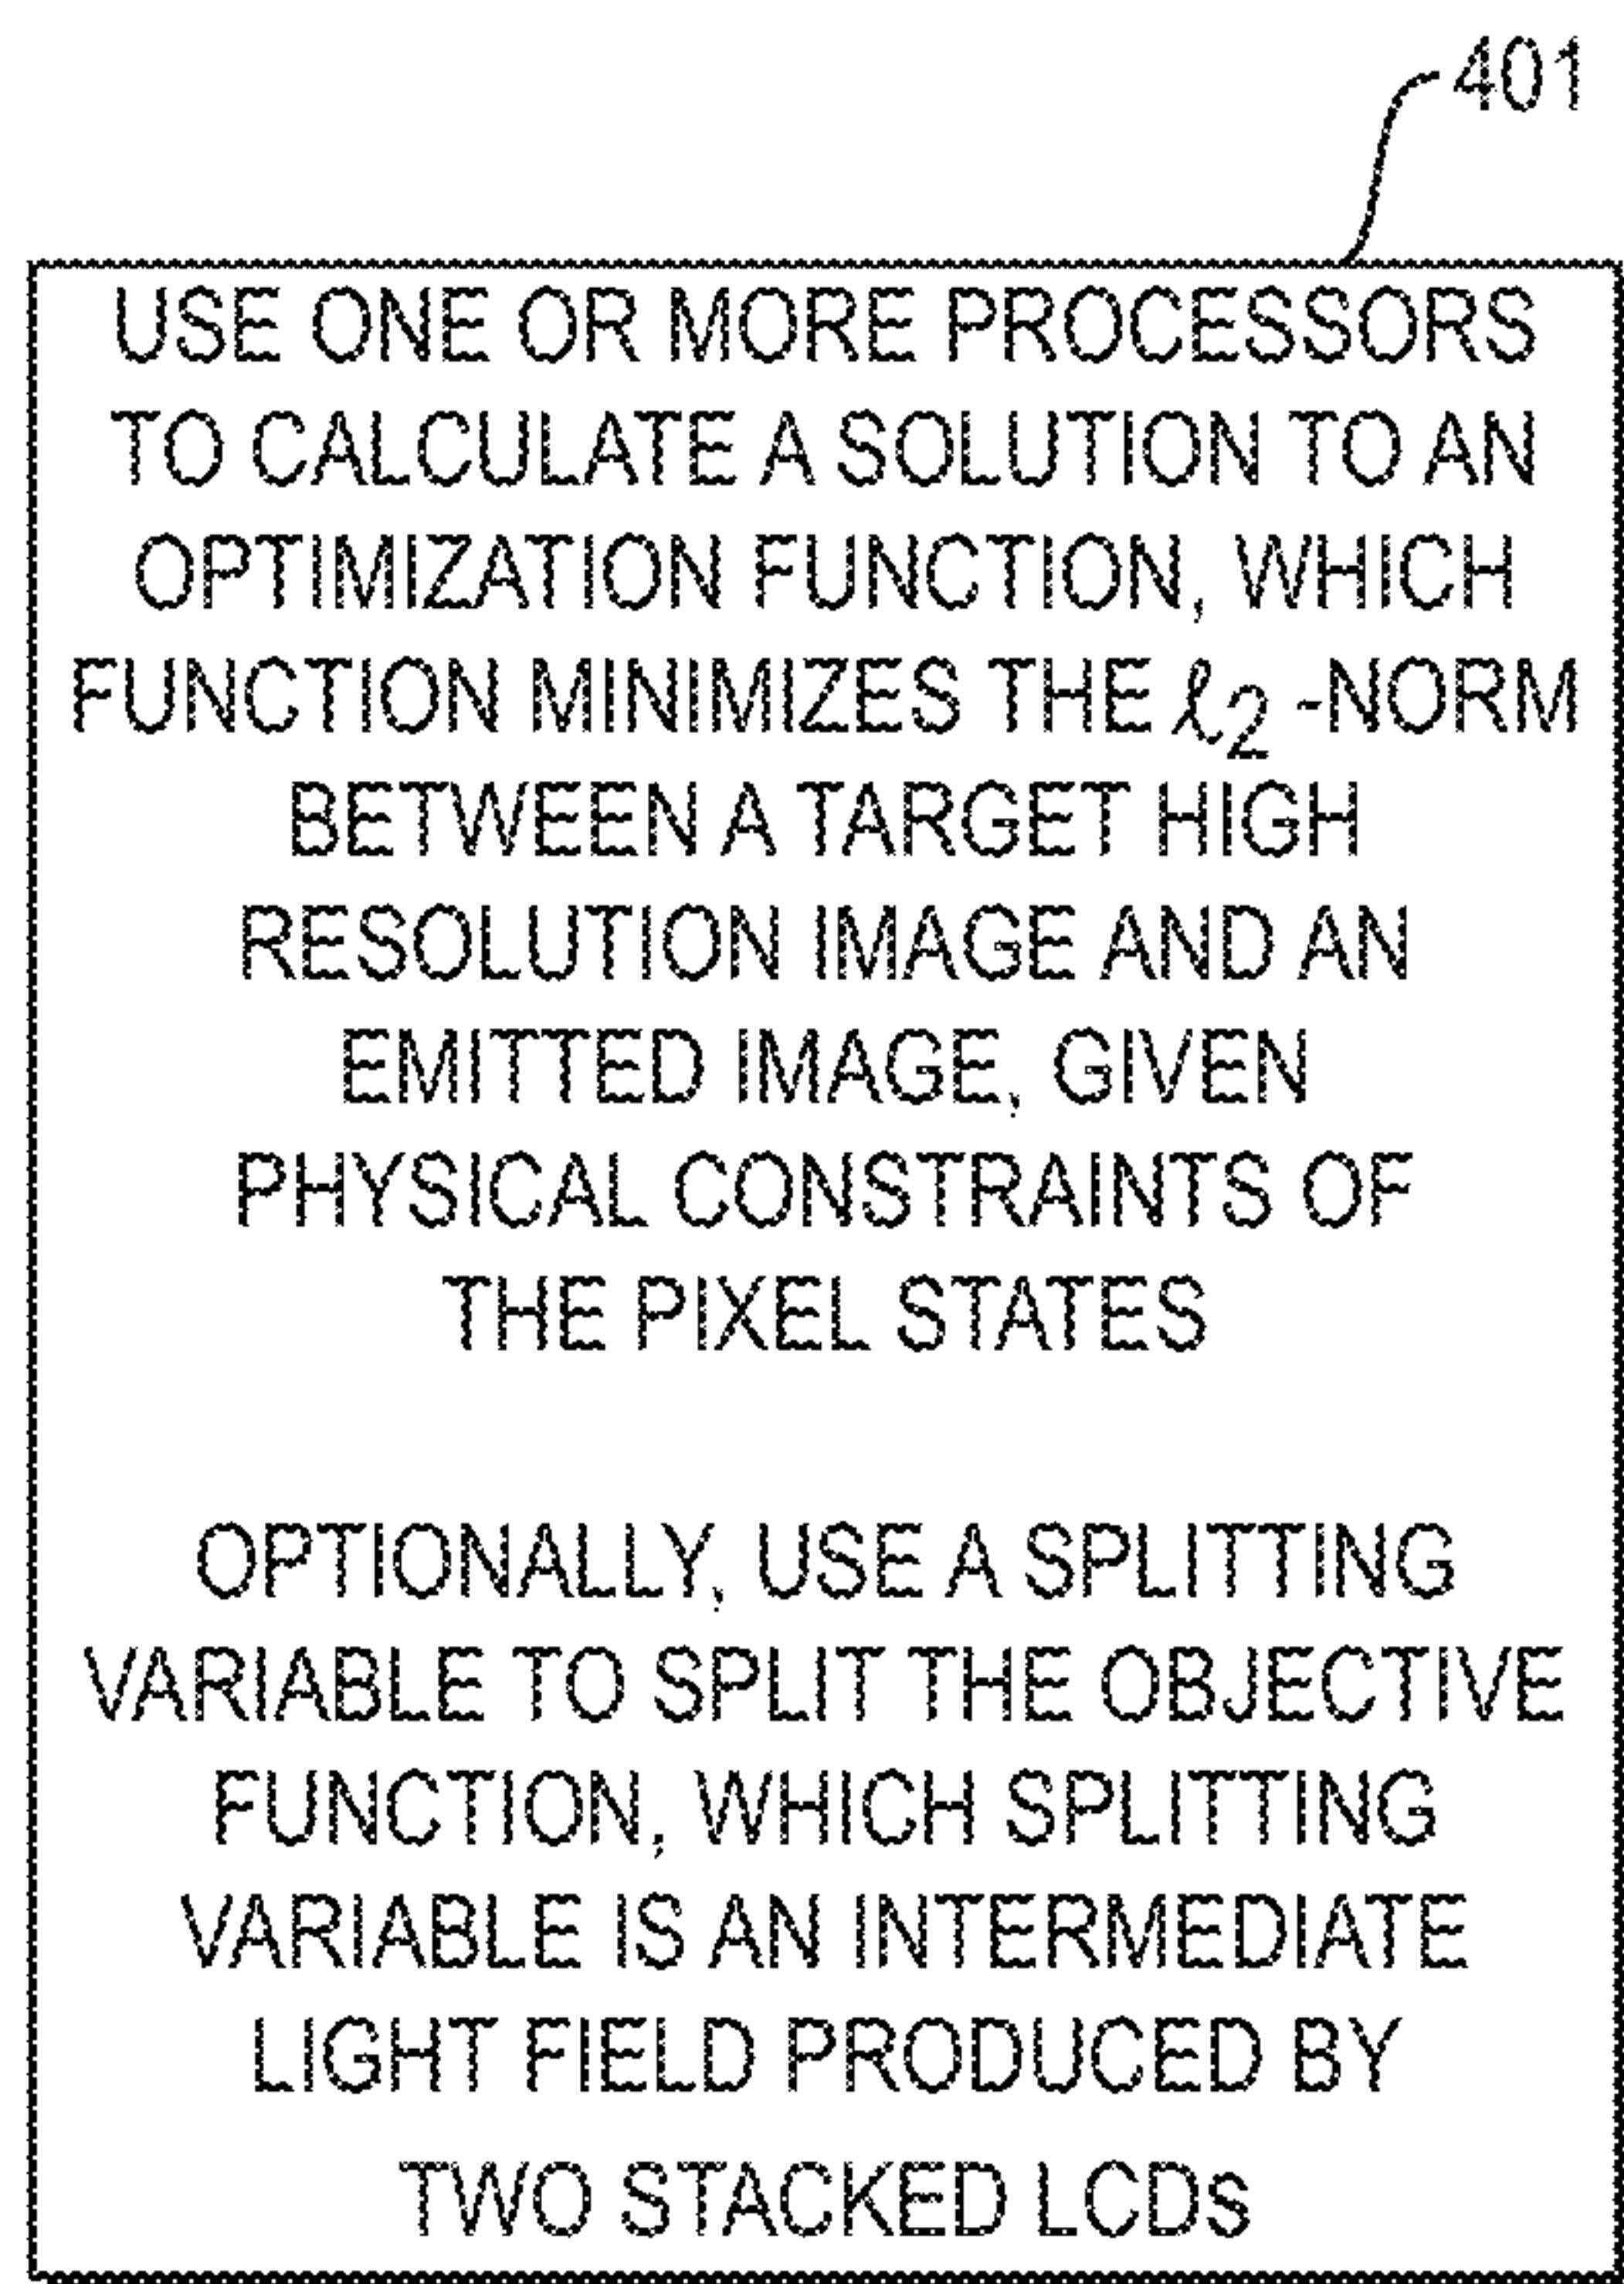 401
USE ONE OR MORE PROCESSORS
TO CALCULATE A SOLUTION TO AN
OPTIMIZATION FUNCTION, WHICH
FUNCTION MINIMIZES THE ℓ₂ -NORM
BETWEEN A TARGET HIGH
RESOLUTION IMAGE AND AN
EMITTED IMAGE, GIVEN
PHYSICAL CONSTRAINTS OF
THE PIXEL STATES
OPTIONALLY, USE A SPLITTING
VARIABLE TO SPLIT THE OBJECTIVE
FUNCTION, WHICH SPLITTING
VARIABLE IS AN INTERMEDIATE
LIGHT FIELD PRODUCED BY
TWO STACKED LCDs